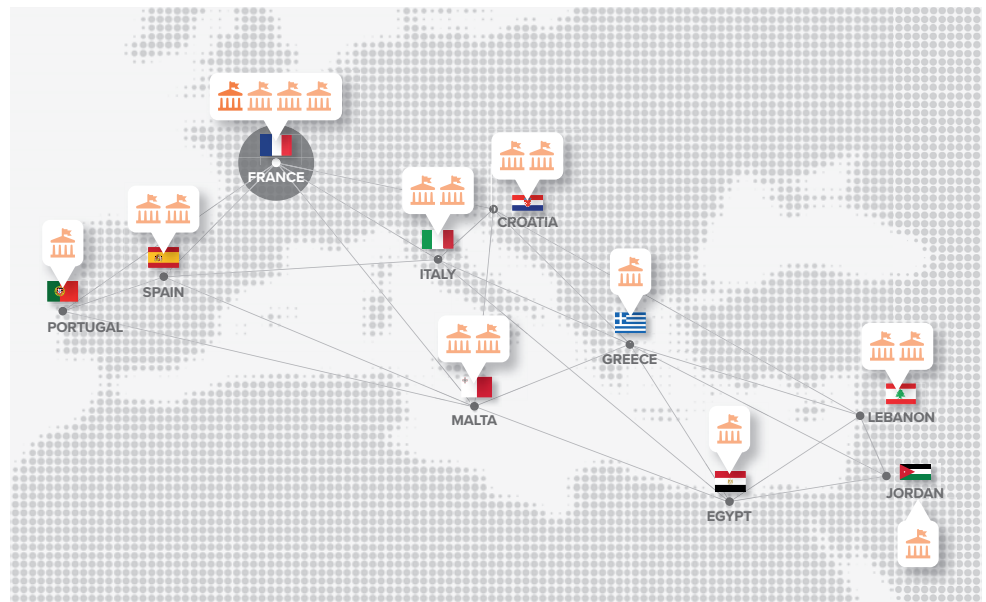 FRANCE
CROATIA
ITALY
SPAIN
PORTUGAL
GREECE
MALTA
LEBANON
JORDAN
EGYPT